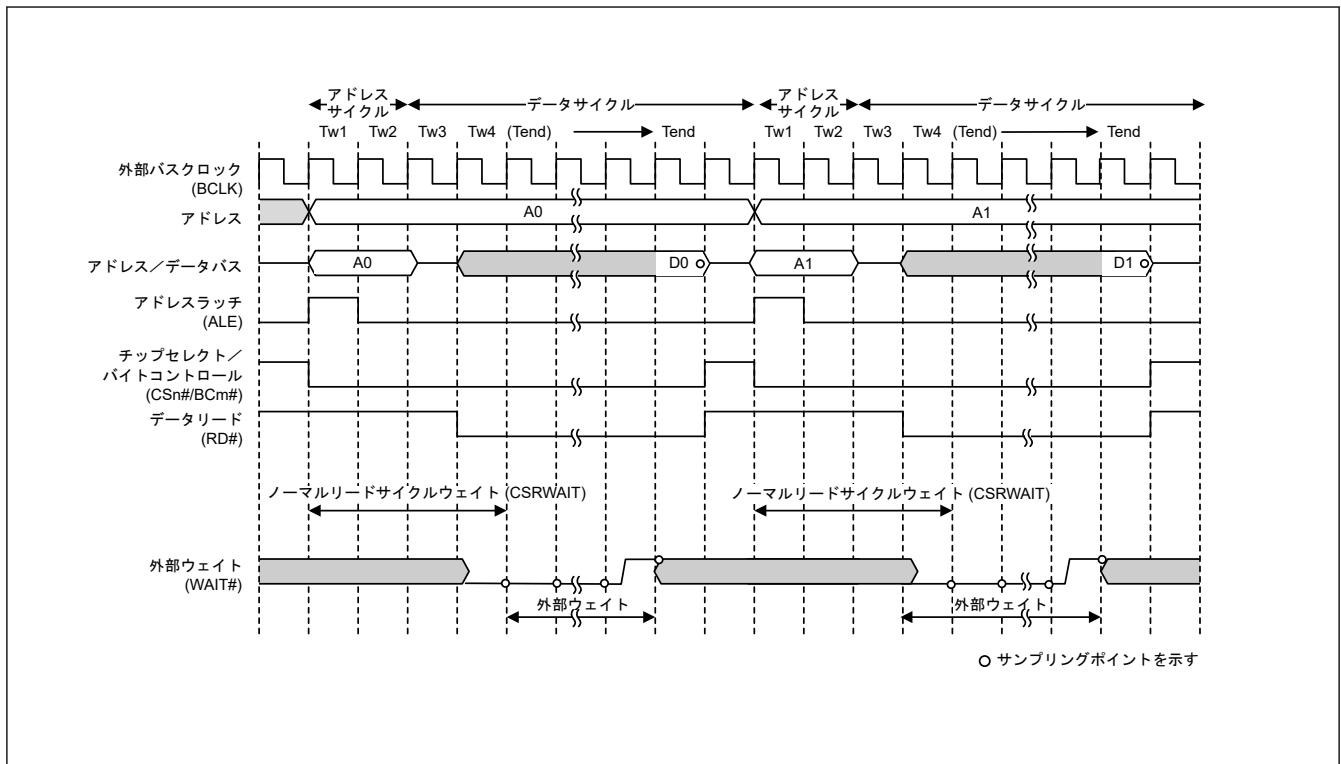 アドレス
サイクル
データサイクル
アドレス
サイクル
データサイクル
Tw1 Tw2 Tw3 Tw4 (Tend) Tend Tw1 Tw2 Tw3 Tw4 (Tend) Tend
外部バスクロック
(BCLK)
アドレス
A0 A1
アドレス/データバス
A0 D0 A1 D1
アドレスラッチ
(ALE)
チップセレクト/
バイトコントロール
(CSn#/BCm#)
データリード
(RD#)
ノーマルリードサイクルウェイト (CSRWAIT) ノーマルリードサイクルウェイト (CSRWAIT)
外部ウェイト
(WAIT#)
外部ウェイト 外部ウェイト
サンプリングポイントを示す